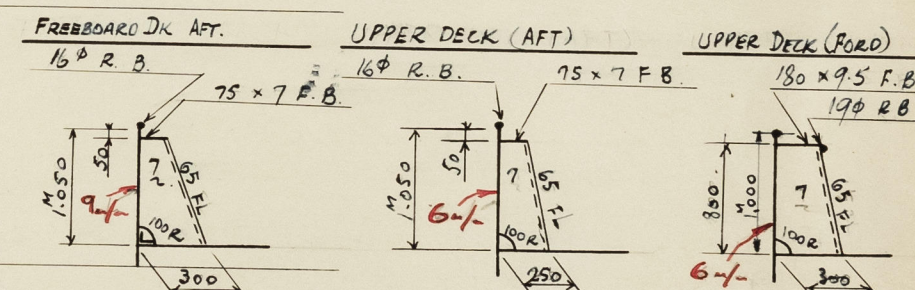 FREEBOARD DK AFT.
16ϕ R. B.
75 × 7 F. B.
50
M
1.050
7
65 FL
9 m/m
100R
300
UPPER DECK (AFT)
16ϕ R. B.
75 × 7 F B.
50
M
1.050
7
65 FL
6 m/m
100R
250
UPPER DECK (FORD)
180 × 9.5 F. B
19ϕ R B
800
M
1,000
7
65 FL
6 m/m
100R
300